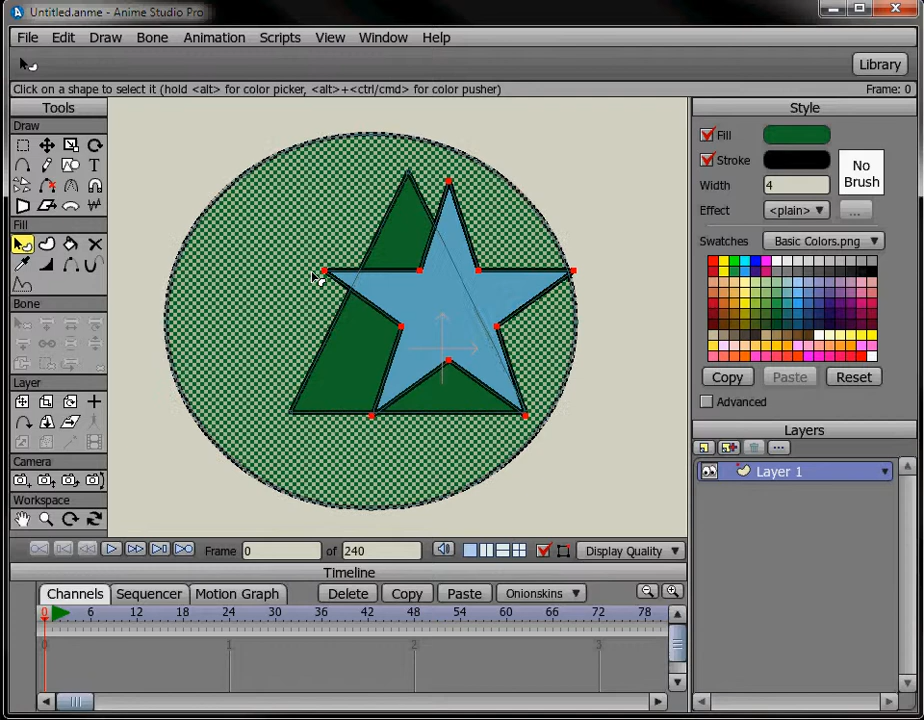 Untitled.anme - Anime Studio Pro
File Edit Draw Bone Animation Scripts View Window Help
Library
Click on a shape to select it (hold <alt> for color picker, <alt>+<ctrl/cmd> for color pusher)
Frame: 0
Tools
Draw
T
Fill
Bone
Layer
Camera
Workspace
Style
Fill
Stroke
No Brush
Width 4
Effect <plain> ...
Swatches Basic Colors.png
Copy Paste Reset
Advanced
Layers
Layer 1
Frame 0 of 240 Display Quality
Timeline
Channels Sequencer Motion Graph Delete Copy Paste Onionskins
0 6 12 18 24 30 36 42 48 54 60 66 72 78
0 1 2 3